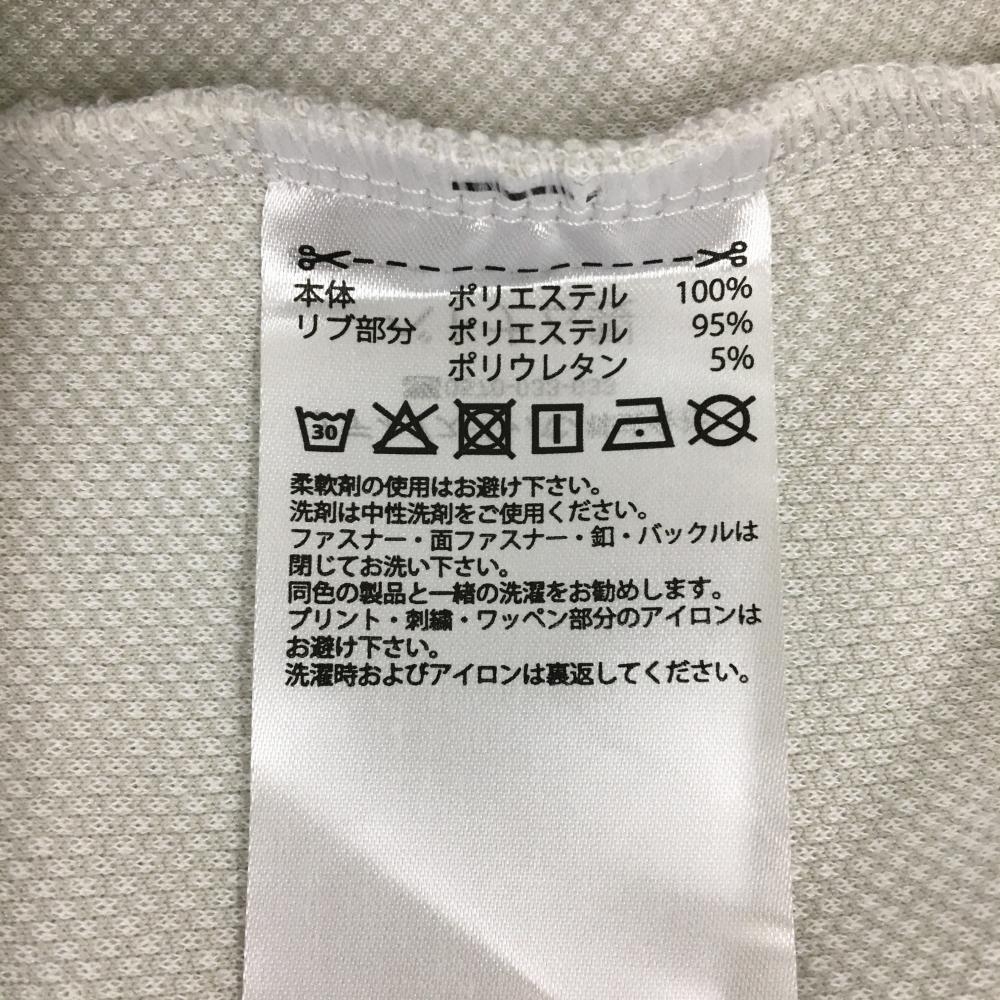 本体 ポリエステル 100%
リブ部分 ポリエステル 95%
ポリウレタン 5%
30
柔軟剤の使用はお避け下さい。
洗剤は中性洗剤をご使用ください。
ファスナー・面ファスナー・釦・バックルは
閉じてお洗い下さい。
同色の製品と一緒の洗濯をお勧めします。
プリント・刺繍・ワッペン部分のアイロンは
お避け下さい。
洗濯時およびアイロンは裏返してください。